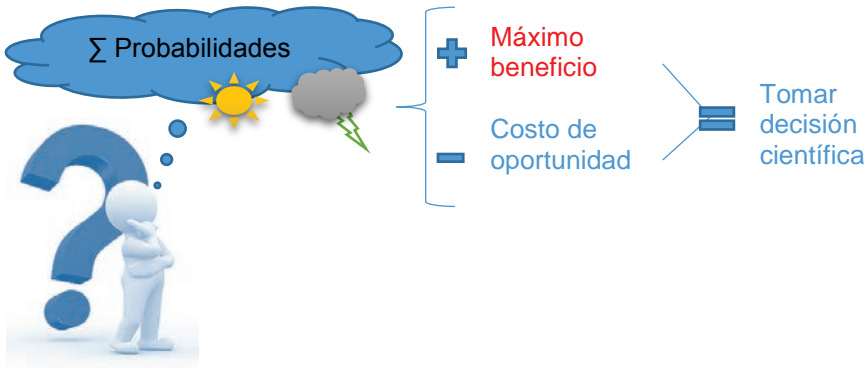 ∑ Probabilidades
Máximo
beneficio
Costo de
oportunidad
Tomar
decisión
científica